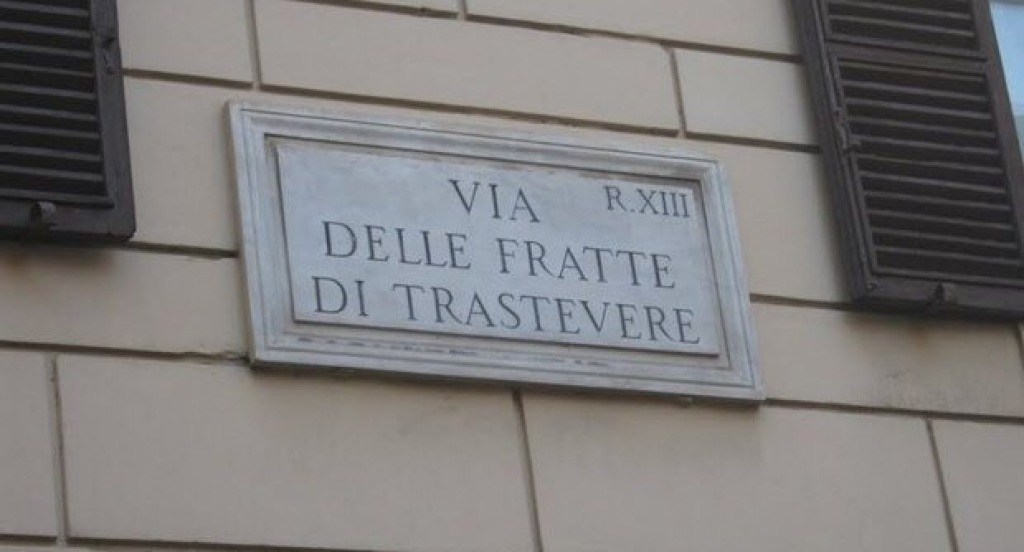 VIA R.XIII
DELLE FRATTE
DI TRASTEVERE